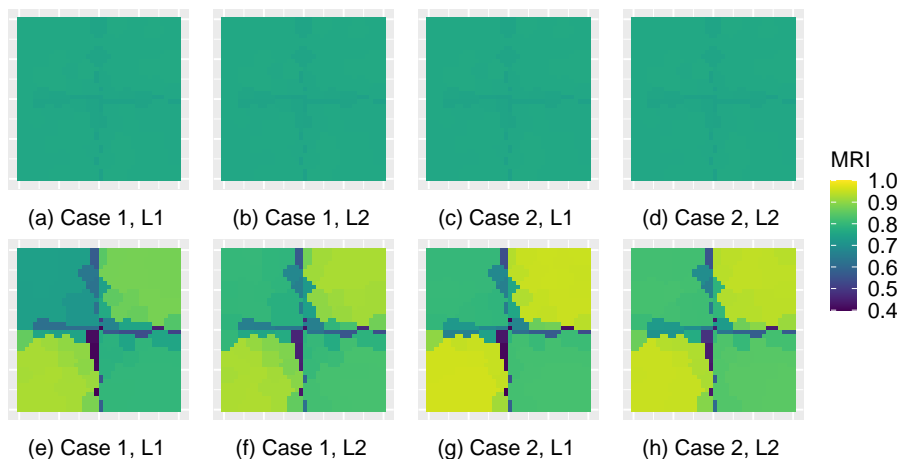 (a) Case 1, L1 (b) Case 1, L2 (c) Case 2, L1 (d) Case 2, L2
MRI
1.0
0.9
0.8
0.7
0.6
0.5
0.4
(e) Case 1, L1 (f) Case 1, L2 (g) Case 2, L1 (h) Case 2, L2